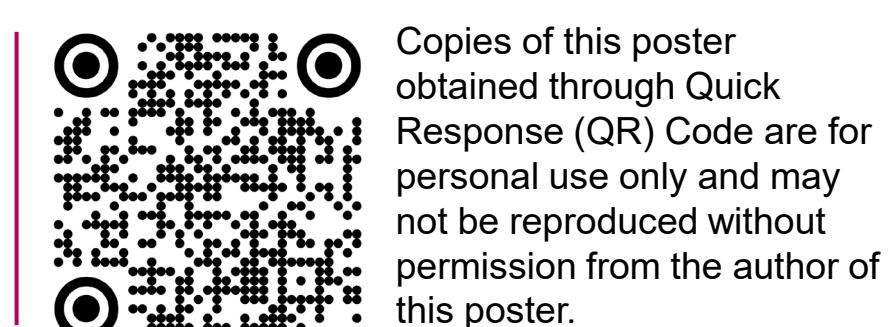 Copies of this poster
obtained through Quick
Response (QR) Code are for
personal use only and may
not be reproduced without
permission from the author of
this poster.